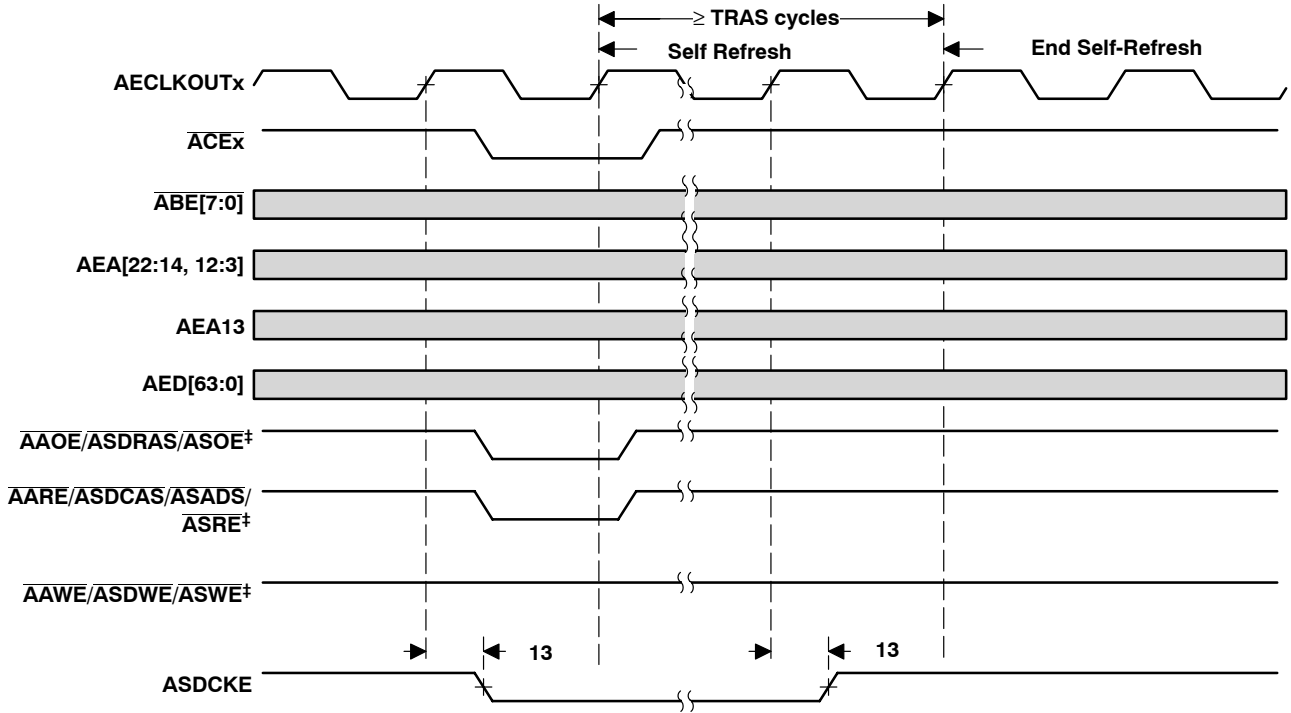 ≥ TRAS cycles
Self Refresh
End Self-Refresh
AECLKOUTx
ACEx
ABE[7:0]
AEA[22:14, 12:3]
AEA13
AED[63:0]
AAOE/ASDRAS/ASOE‡
AARE/ASDCAS/ASADS/
ASRE‡
AAWE/ASDWE/ASWE‡
13
13
ASDCKE